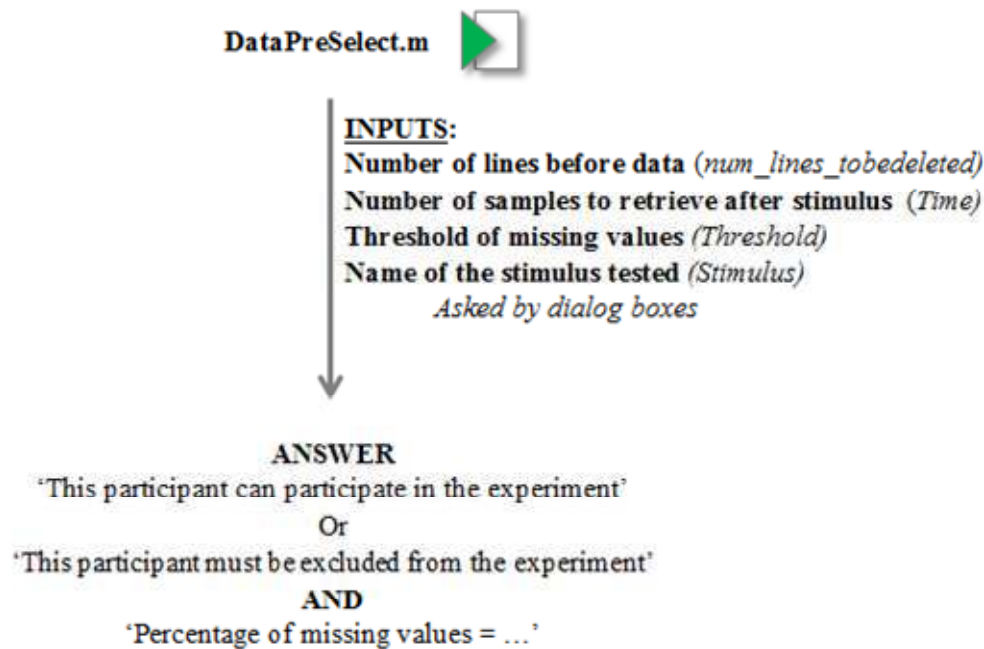 DataPreSelect.m
INPUTS:
Number of lines before data (num_lines_tobedeleted)
Number of samples to retrieve after stimulus (Time)
Threshold of missing values (Threshold)
Name of the stimulus tested (Stimulus)
Asked by dialog boxes
ANSWER
‘This participant can participate in the experiment’
Or
‘This participant must be excluded from the experiment’
AND
‘Percentage of missing values = …’